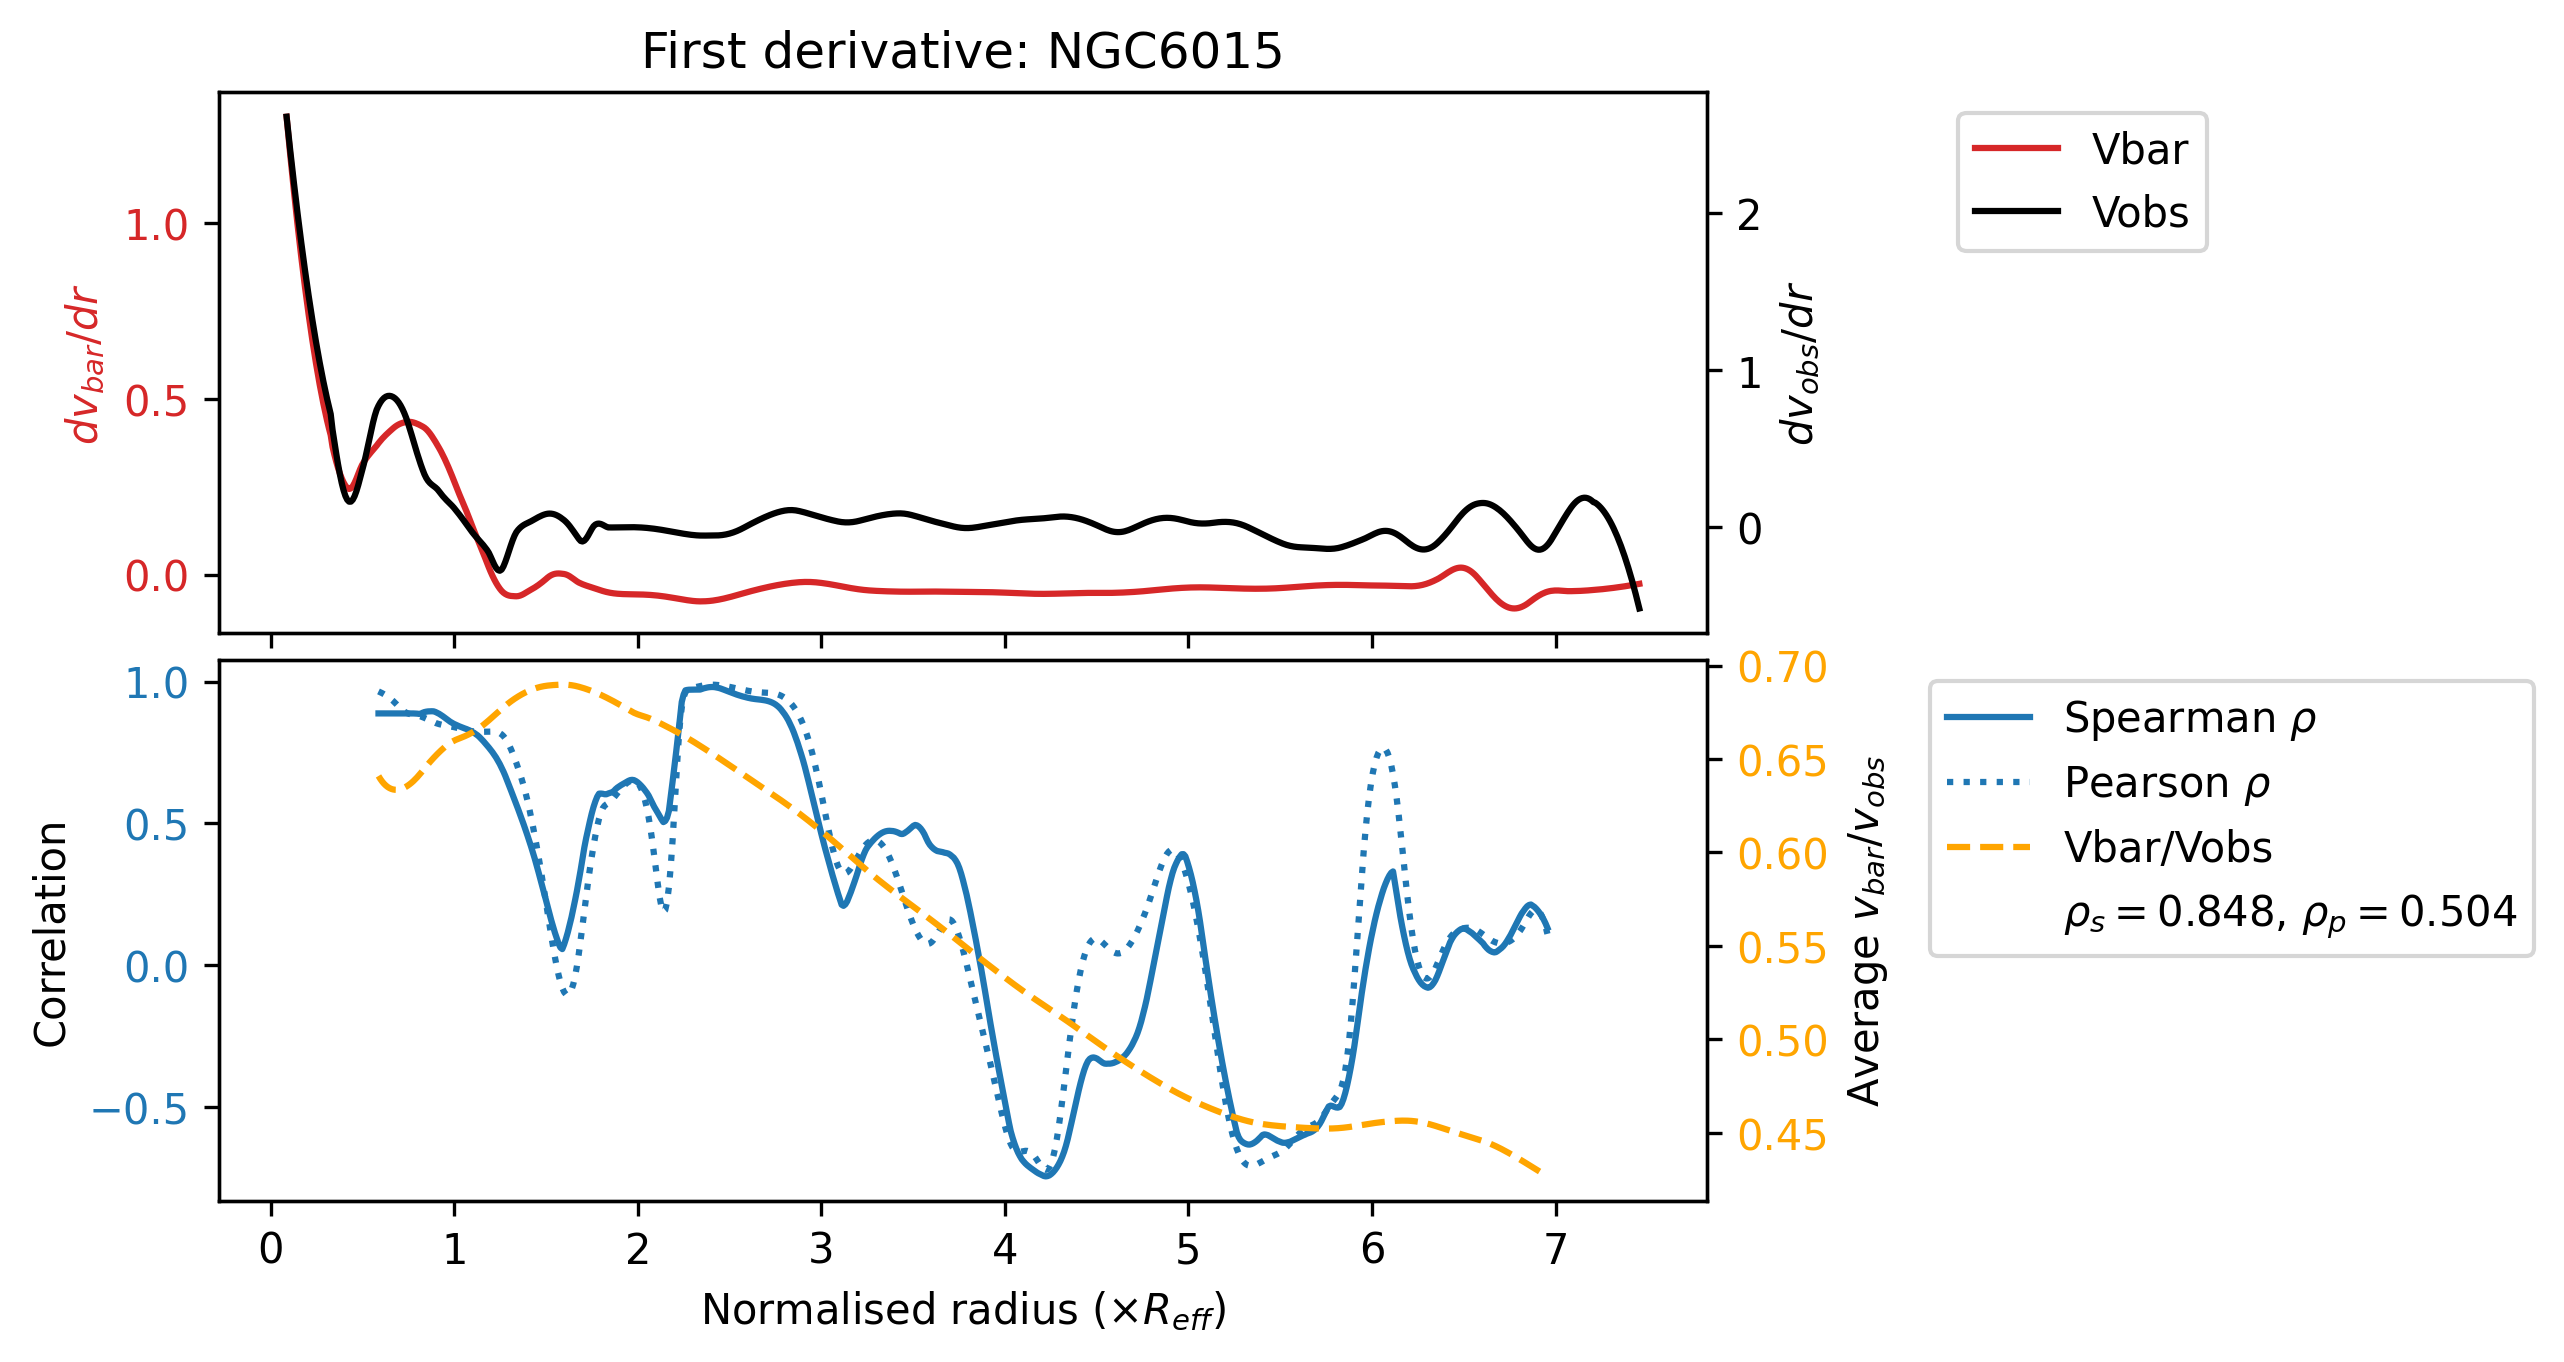 First derivative: NGC6015
1.0
0.5
0.0
dv_bar/dr
2
1
0
dv_obs/dr
Vbar
Vobs
1.0
0.5
0.0
−0.5
Correlation
0.70
0.65
0.60
0.55
0.50
0.45
Average v_bar/v_obs
Spearman ρ
Pearson ρ
Vbar/Vobs
ρ_s = 0.848, ρ_p = 0.504
0 1 2 3 4 5 6 7
Normalised radius (×R_eff)